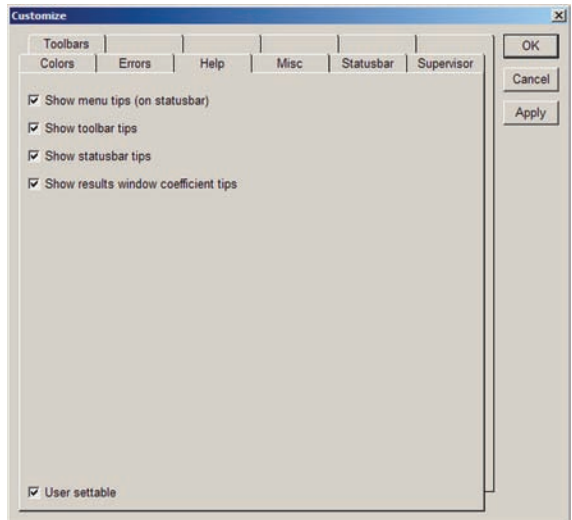 Customize
Toolbars
Colors Errors Help Misc Statusbar Supervisor
OK
Cancel
Apply
Show menu tips (on statusbar)
Show toolbar tips
Show statusbar tips
Show results window coefficient tips
User settable